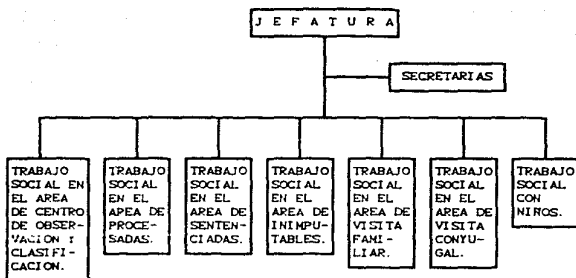 J E F A T U R A
SECRETARIAS
TRABAJO
SOCIAL EN
EL AREA
DE CENTRO
DE OBSER-
VACION Y
CLASIFI-
CACION.
TRABAJO
SOCIAL
EN EL
AREA DE
PROCE-
SADAS.
TRABAJO
SOCIAL
EN EL
AREA DE
SENTEN-
CIADAS.
TRABAJO
SOCIAL
EN EL
AREA DE
INIMPU-
TABLES.
TRABAJO
SOCIAL
EN EL
AREA DE
VISITA
FAMI-
LIAR.
TRABAJO
SOCIAL
EN EL
AREA DE
VISITA
CONYU-
GAL.
TRABAJO
SOCIAL
CON
NIÑOS.